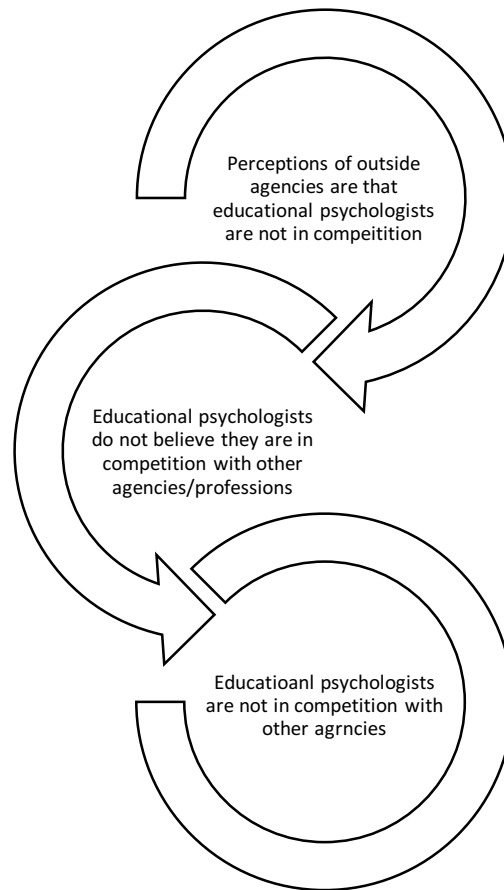 Perceptions of outside
agencies are that
educational psychologists
are not in compeitition
Educational psychologists
do not believe they are in
competition with other
agencies/professions
Educatioanl psychologists
are not in competition with
other agrncies